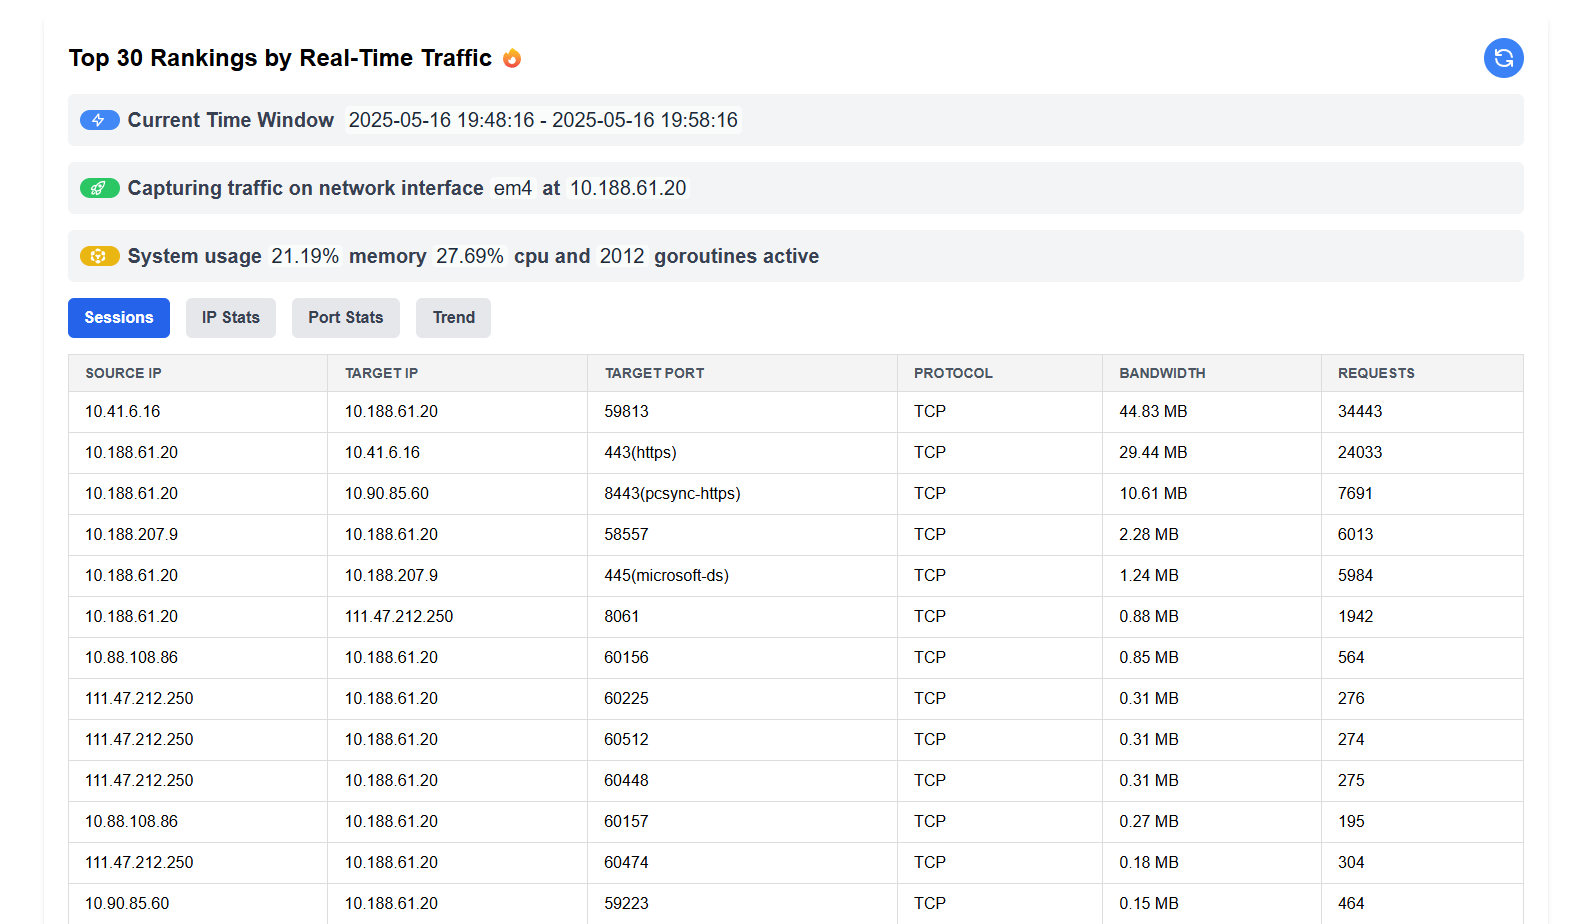 Top 30 Rankings by Real-Time Traffic 🔥
Current Time Window 2025-05-16 19:48:16 - 2025-05-16 19:58:16
Capturing traffic on network interface em4 at 10.188.61.20
System usage 21.19% memory 27.69% cpu and 2012 goroutines active
Sessions IP Stats Port Stats Trend
SOURCE IP TARGET IP TARGET PORT PROTOCOL BANDWIDTH REQUESTS
10.41.6.16 10.188.61.20 59813 TCP 44.83 MB 34443
10.188.61.20 10.41.6.16 443(https) TCP 29.44 MB 24033
10.188.61.20 10.90.85.60 8443(pcsync-https) TCP 10.61 MB 7691
10.188.207.9 10.188.61.20 58557 TCP 2.28 MB 6013
10.188.61.20 10.188.207.9 445(microsoft-ds) TCP 1.24 MB 5984
10.188.61.20 111.47.212.250 8061 TCP 0.88 MB 1942
10.88.108.86 10.188.61.20 60156 TCP 0.85 MB 564
111.47.212.250 10.188.61.20 60225 TCP 0.31 MB 276
111.47.212.250 10.188.61.20 60512 TCP 0.31 MB 274
111.47.212.250 10.188.61.20 60448 TCP 0.31 MB 275
10.88.108.86 10.188.61.20 60157 TCP 0.27 MB 195
111.47.212.250 10.188.61.20 60474 TCP 0.18 MB 304
10.90.85.60 10.188.61.20 59223 TCP 0.15 MB 464